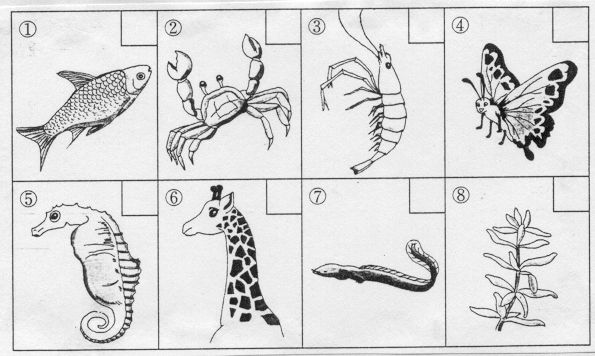 ① ② ③ ④
⑤ ⑥ ⑦ ⑧